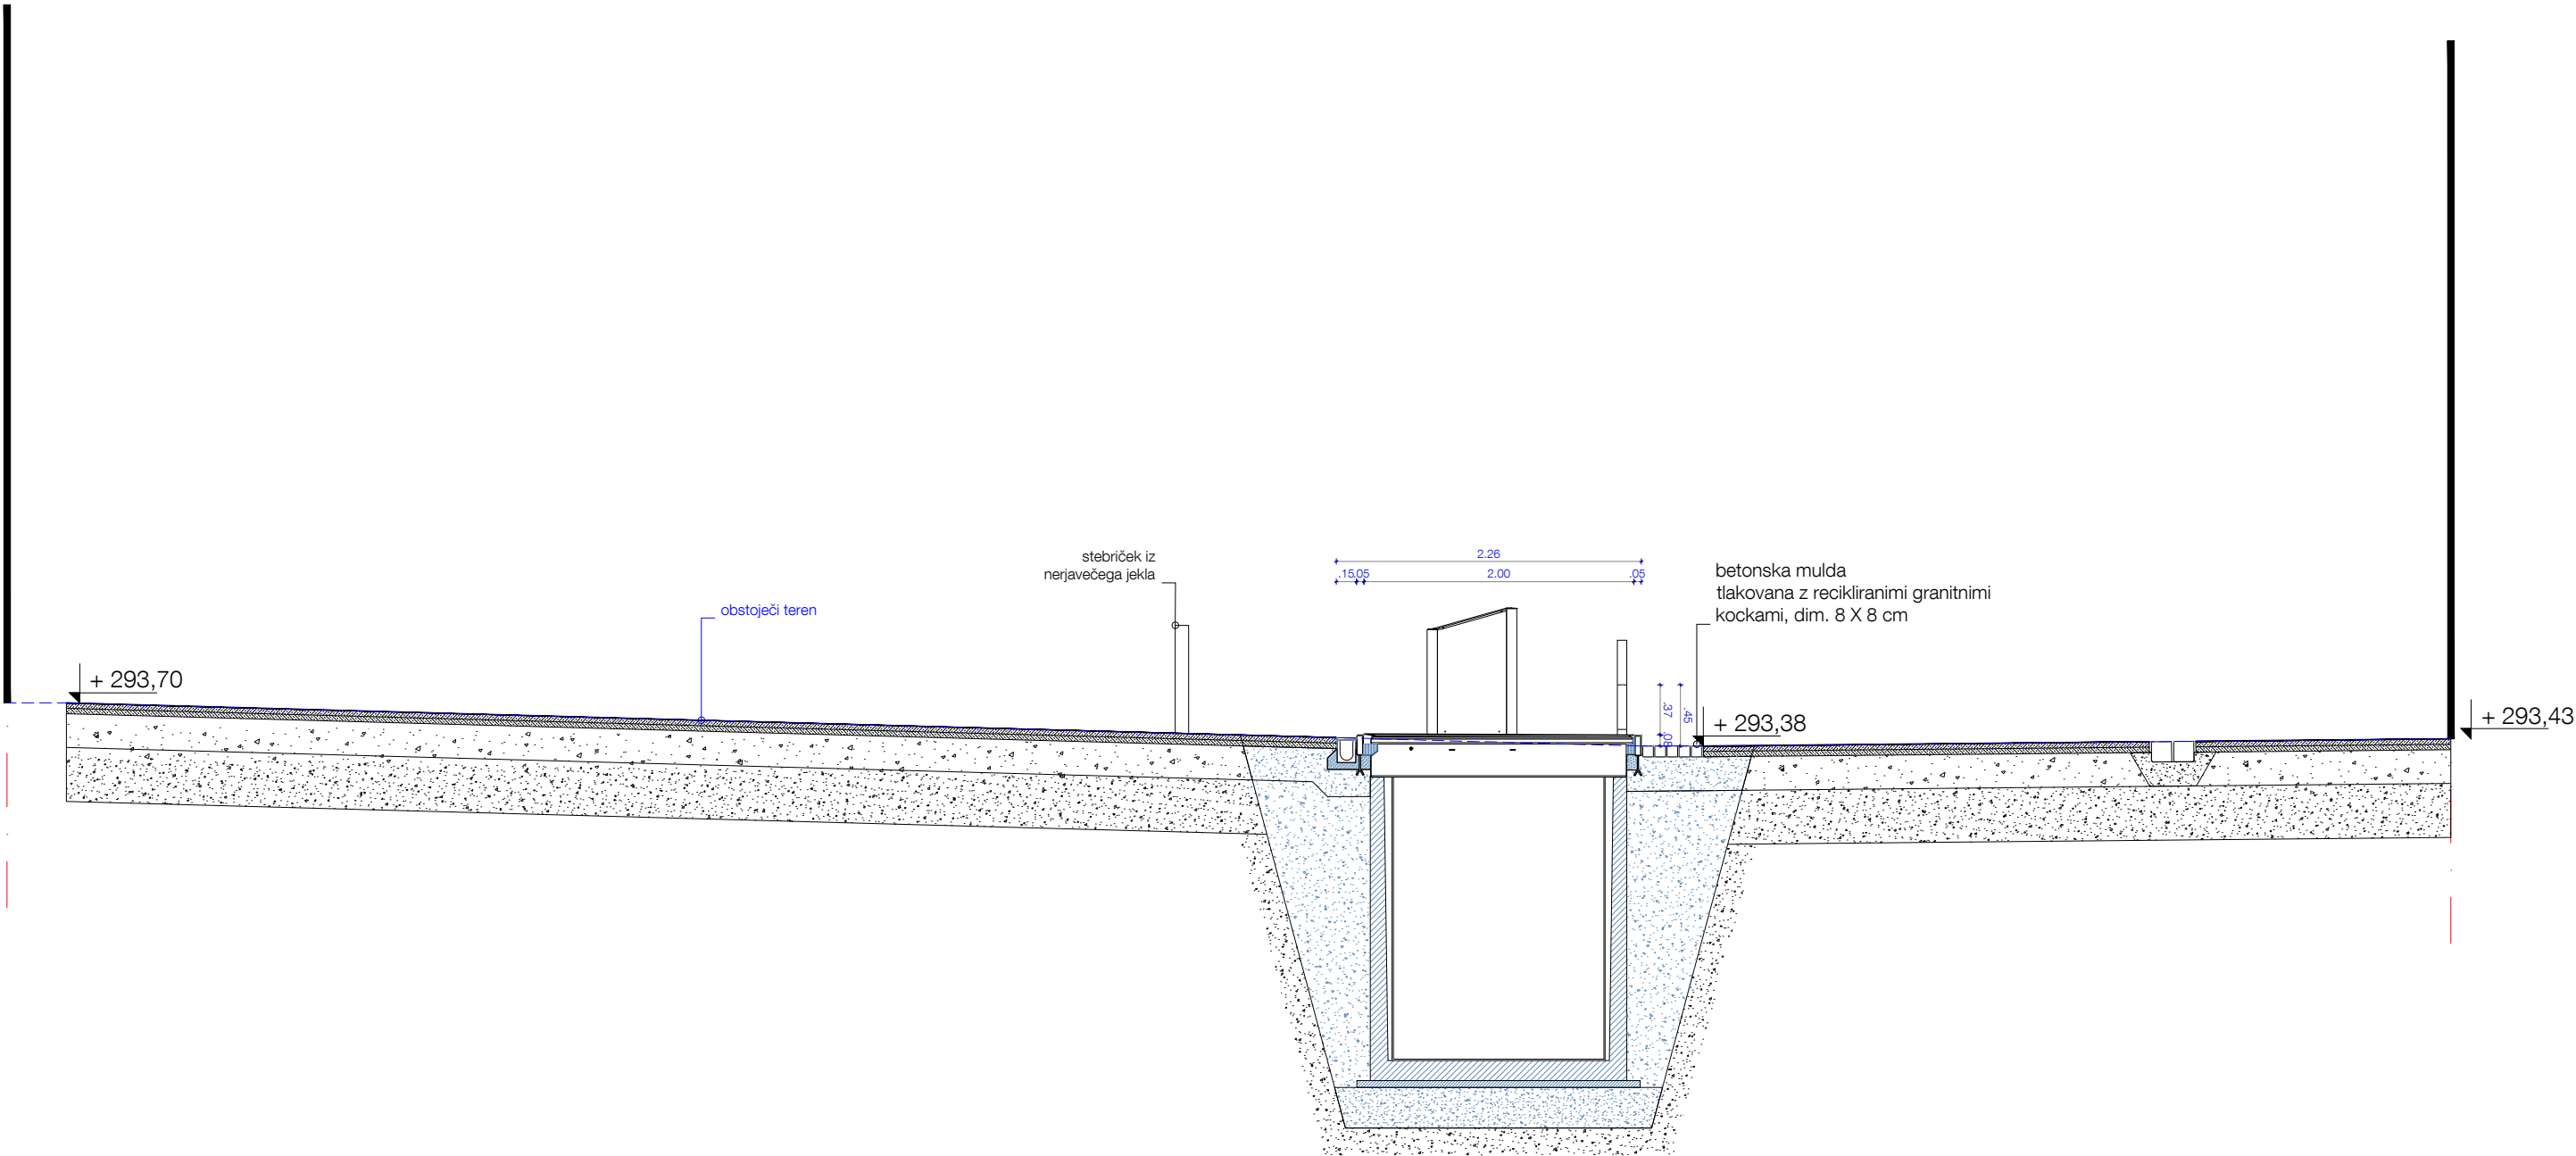 2.26
.15 .05 2.00 .05
stebriček iz
nerjavečega jekla
betonska mulda
tlakovana z recikliranimi granitnimi
kockami, dim. 8 X 8 cm
obstoječi teren
+ 293,70
.37
.08
.45
+ 293,38
+ 293,43